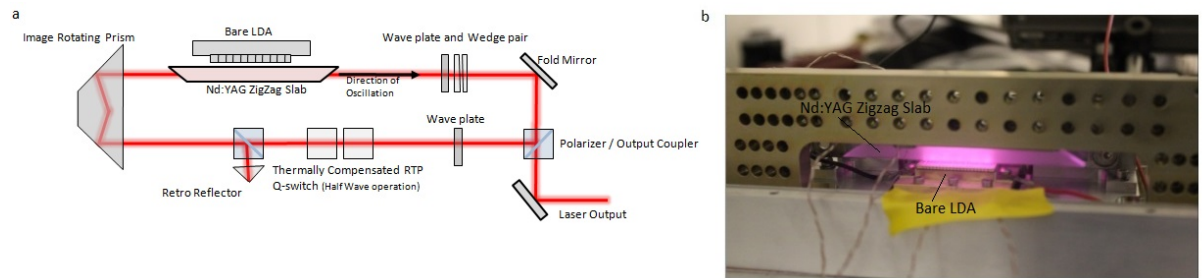 a
Image Rotating Prism
Bare LDA
Wave plate and Wedge pair
Fold Mirror
Nd:YAG ZigZag Slab
Direction of
Oscillation
Wave plate
Polarizer / Output Coupler
Thermally Compensated RTP
Q-switch (Half Wave operation)
Retro Reflector
Laser Output
b
Nd:YAG Zigzag Slab
Bare LDA